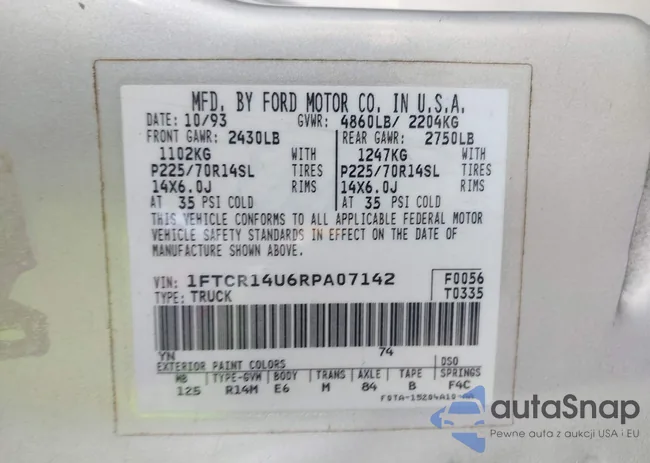 MFD. BY FORD MOTOR CO. IN U.S.A.
DATE: 10/93 GVWR: 4860LB/ 2204KG
FRONT GAWR: 2430LB REAR GAWR: 2750LB
1102KG WITH 1247KG WITH
P225/70R14SL TIRES P225/70R14SL TIRES
14X6.0J RIMS 14X6.0J RIMS
AT 35 PSI COLD AT 35 PSI COLD
THIS VEHICLE CONFORMS TO ALL APPLICABLE FEDERAL MOTOR
VEHICLE SAFETY STANDARDS IN EFFECT ON THE DATE OF
MANUFACTURE SHOWN ABOVE.
VIN: 1FTCR14U6RPA07142 F0056
TYPE: TRUCK T0335
YN 74
EXTERIOR PAINT COLORS DSO
WB TYPE-GVM BODY TRANS AXLE TAPE SPRINGS
125 R14M E6 M 84 B F4C
F0TA-15204A10-AA
autaSnap
Pewne auta z aukcji USA i EU